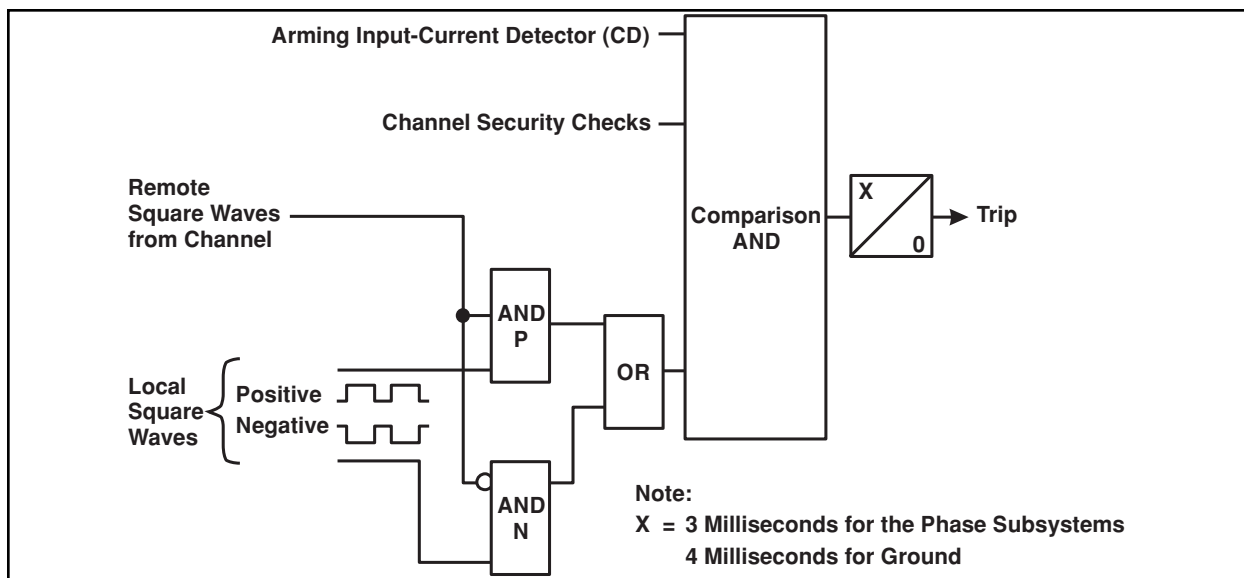 Arming Input-Current Detector (CD)
Channel Security Checks
Remote
Square Waves
from Channel
Comparison
AND
X
0
Trip
AND
P
OR
Local
Square
Waves
Positive
Negative
AND
N
Note:
X = 3 Milliseconds for the Phase Subsystems
4 Milliseconds for Ground